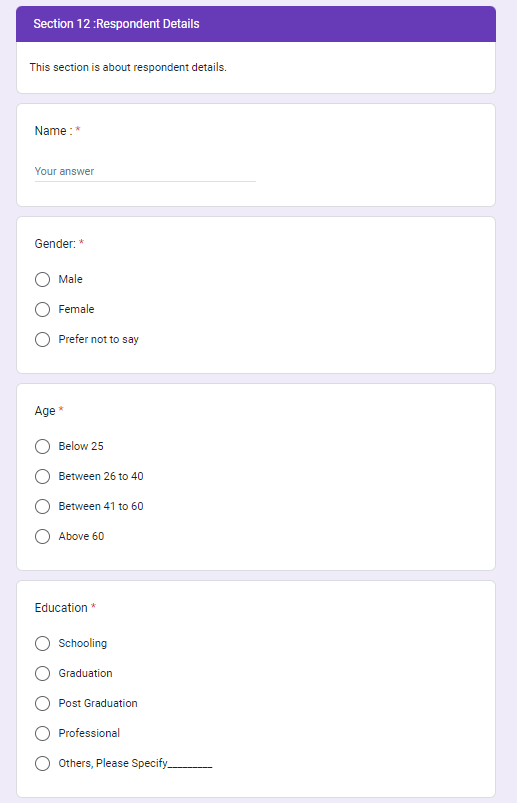 Section 12 :Respondent Details
This section is about respondent details.
Name : *
Your answer
Gender: *
Male
Female
Prefer not to say
Age *
Below 25
Between 26 to 40
Between 41 to 60
Above 60
Education *
Schooling
Graduation
Post Graduation
Professional
Others, Please Specify_________